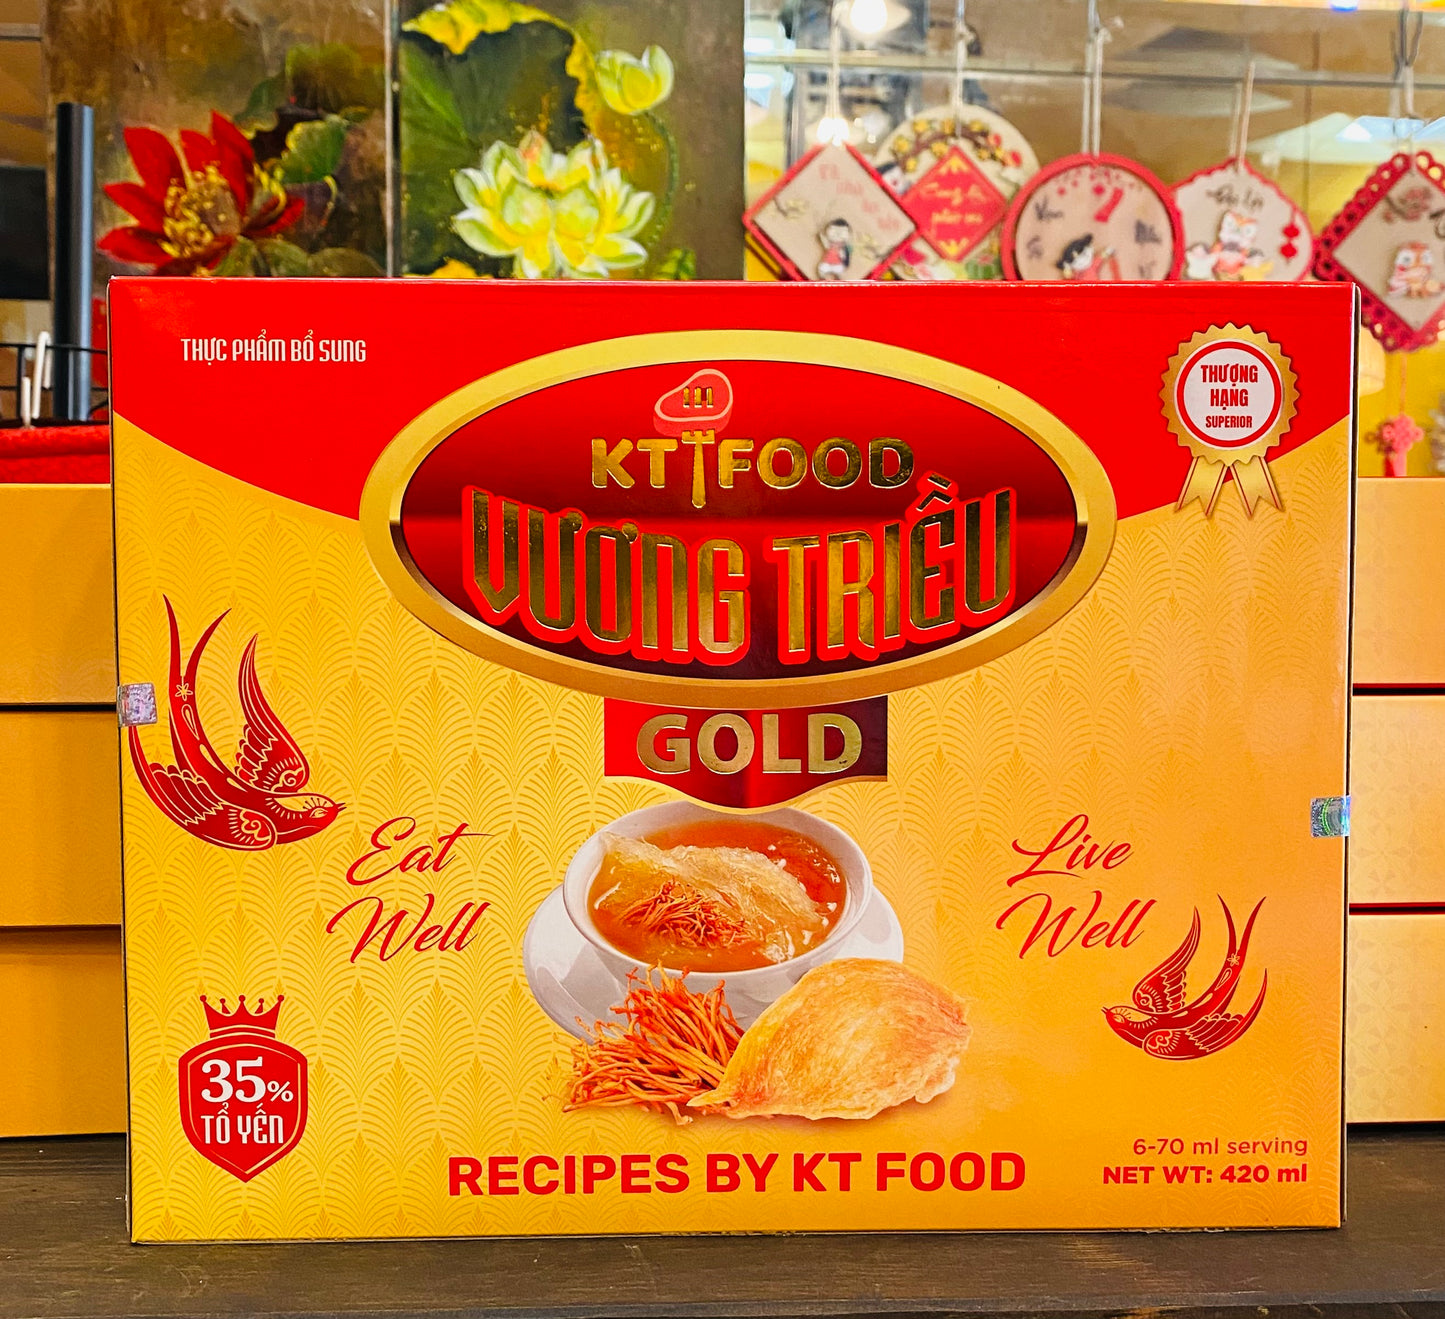 THỰC PHẨM BỔ SUNG
KT FOOD
VƯƠNG TRIỀU
GOLD
THƯỢNG
HẠNG
SUPERIOR
Eat
Well
Live
Well
35%
TỔ YẾN
RECIPES BY KT FOOD
6-70 ml serving
NET WT: 420 ml